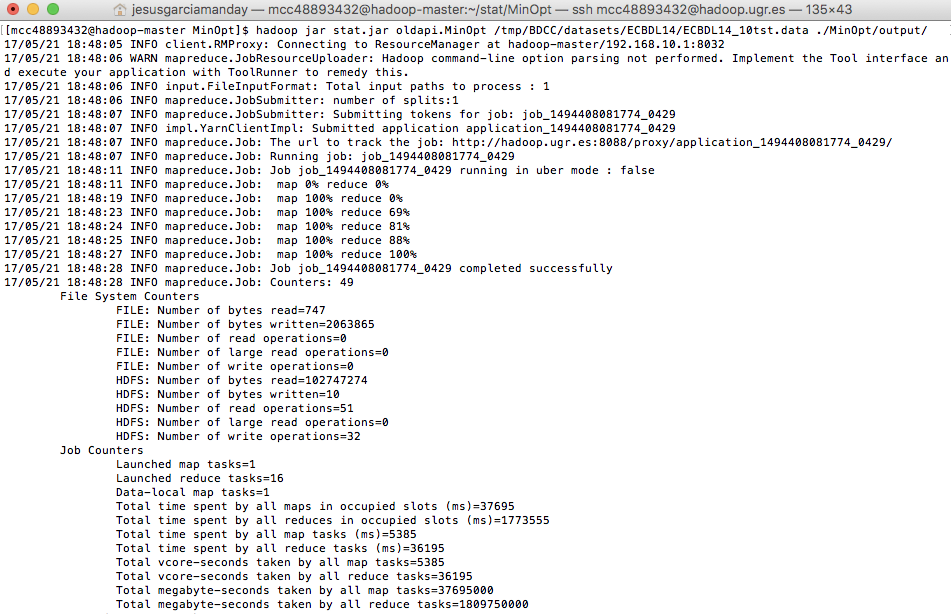 jesusgarciamanday — mcc48893432@hadoop-master:~/stat/MinOpt — ssh mcc48893432@hadoop.ugr.es — 135×43
[[mcc48893432@hadoop-master MinOpt]$ hadoop jar stat.jar oldapi.MinOpt /tmp/BDCC/datasets/ECBDL14/ECBDL14_10tst.data ./MinOpt/output/ ]
17/05/21 18:48:05 INFO client.RMProxy: Connecting to ResourceManager at hadoop-master/192.168.10.1:8032
17/05/21 18:48:06 WARN mapreduce.JobResourceUploader: Hadoop command-line option parsing not performed. Implement the Tool interface an
d execute your application with ToolRunner to remedy this.
17/05/21 18:48:06 INFO input.FileInputFormat: Total input paths to process : 1
17/05/21 18:48:06 INFO mapreduce.JobSubmitter: number of splits:1
17/05/21 18:48:07 INFO mapreduce.JobSubmitter: Submitting tokens for job: job_1494408081774_0429
17/05/21 18:48:07 INFO impl.YarnClientImpl: Submitted application application_1494408081774_0429
17/05/21 18:48:07 INFO mapreduce.Job: The url to track the job: http://hadoop.ugr.es:8088/proxy/application_1494408081774_0429/
17/05/21 18:48:07 INFO mapreduce.Job: Running job: job_1494408081774_0429
17/05/21 18:48:11 INFO mapreduce.Job: Job job_1494408081774_0429 running in uber mode : false
17/05/21 18:48:11 INFO mapreduce.Job:  map 0% reduce 0%
17/05/21 18:48:19 INFO mapreduce.Job:  map 100% reduce 0%
17/05/21 18:48:23 INFO mapreduce.Job:  map 100% reduce 69%
17/05/21 18:48:24 INFO mapreduce.Job:  map 100% reduce 81%
17/05/21 18:48:25 INFO mapreduce.Job:  map 100% reduce 88%
17/05/21 18:48:27 INFO mapreduce.Job:  map 100% reduce 100%
17/05/21 18:48:28 INFO mapreduce.Job: Job job_1494408081774_0429 completed successfully
17/05/21 18:48:28 INFO mapreduce.Job: Counters: 49
File System Counters
FILE: Number of bytes read=747
FILE: Number of bytes written=2063865
FILE: Number of read operations=0
FILE: Number of large read operations=0
FILE: Number of write operations=0
HDFS: Number of bytes read=102747274
HDFS: Number of bytes written=10
HDFS: Number of read operations=51
HDFS: Number of large read operations=0
HDFS: Number of write operations=32
Job Counters
Launched map tasks=1
Launched reduce tasks=16
Data-local map tasks=1
Total time spent by all maps in occupied slots (ms)=37695
Total time spent by all reduces in occupied slots (ms)=1773555
Total time spent by all map tasks (ms)=5385
Total time spent by all reduce tasks (ms)=36195
Total vcore-seconds taken by all map tasks=5385
Total vcore-seconds taken by all reduce tasks=36195
Total megabyte-seconds taken by all map tasks=37695000
Total megabyte-seconds taken by all reduce tasks=1809750000